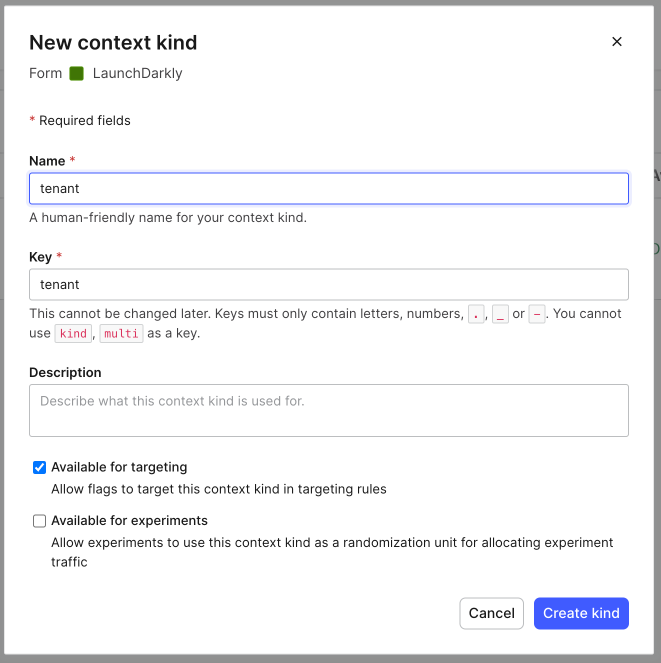 New context kind
Form LaunchDarkly
* Required fields
Name *
tenant
A human-friendly name for your context kind.
Key *
tenant
This cannot be changed later. Keys must only contain letters, numbers, . , _ or - . You cannot
use kind , multi as a key.
Description
Describe what this context kind is used for.
Available for targeting
Allow flags to target this context kind in targeting rules
Available for experiments
Allow experiments to use this context kind as a randomization unit for allocating experiment
traffic
Cancel Create kind